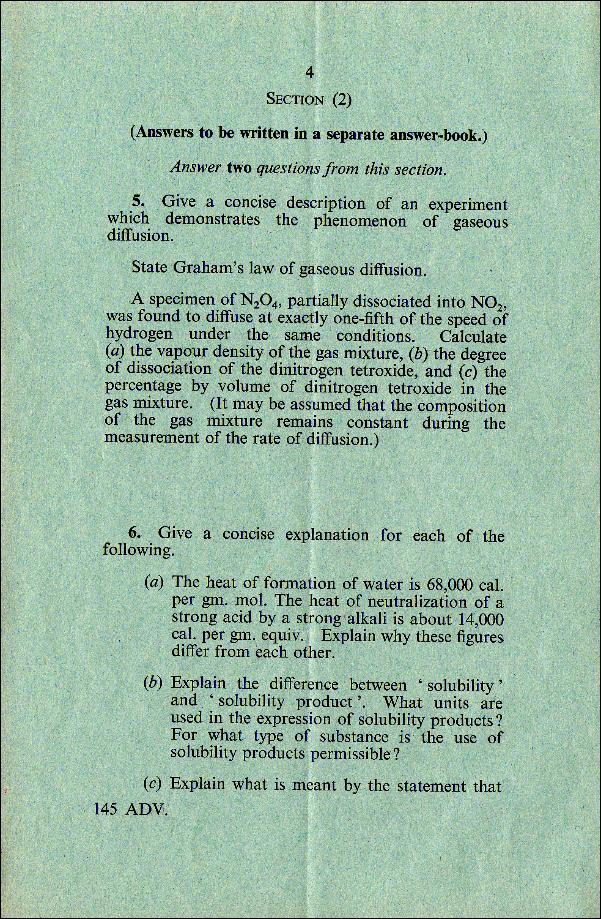 4
SECTION (2)
(Answers to be written in a separate answer-book.)
Answer two questions from this section.
5. Give a concise description of an experiment
which demonstrates the phenomenon of gaseous
diffusion.
State Graham's law of gaseous diffusion.
A specimen of N₂O₄, partially dissociated into NO₂,
was found to diffuse at exactly one-fifth of the speed of
hydrogen under the same conditions. Calculate
(a) the vapour density of the gas mixture, (b) the degree
of dissociation of the dinitrogen tetroxide, and (c) the
percentage by volume of dinitrogen tetroxide in the
gas mixture. (It may be assumed that the composition
of the gas mixture remains constant during the
measurement of the rate of diffusion.)
6. Give a concise explanation for each of the
following.
(a) The heat of formation of water is 68,000 cal.
per gm. mol. The heat of neutralization of a
strong acid by a strong alkali is about 14,000
cal. per gm. equiv. Explain why these figures
differ from each other.
(b) Explain the difference between ‘ solubility ’
and ‘ solubility product ’. What units are
used in the expression of solubility products?
For what type of substance is the use of
solubility products permissible?
(c) Explain what is meant by the statement that
145 ADV.